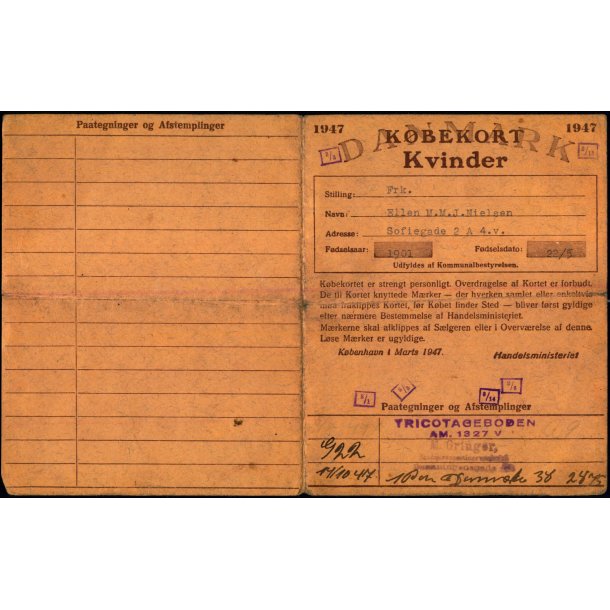 Paategninger og Afstemplinger
1947 1947
DANMARK
KØBEKORT
Kvinder
Stilling: Frk.
Navn: Ellen M.M.J.Nielsen
Adresse: Sofiegade 2 A 4.v.
Fødselsaar: 1901 Fødselsdato: 22/5
Udfyldes af Kommunalbestyrelsen.
Købekortet er strengt personligt. Overdragelse af Kortet er forbudt.
De til Kortet knyttede Mærker — der hverken samlet eller enkeltvis
maa fraklippes Kortet, før Købet finder Sted — bliver først gyldige
efter nærmere Bestemmelse af Handelsministeriet.
Mærkerne skal afklippes af Sælgeren eller i Overværelse af denne.
Løse Mærker er ugyldige.
København i Marts 1947. Handelsministeriet
Paategninger og Afstemplinger
TRICOTAGEBODEN
AM. 1327 V
922
11/10 47 38